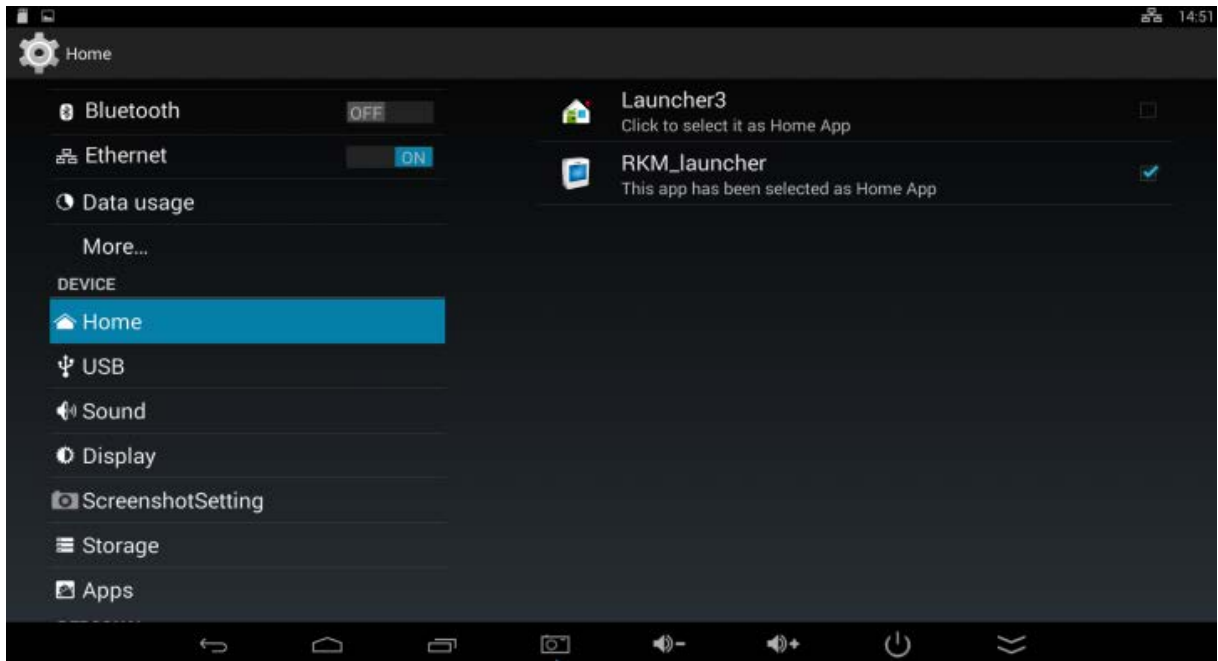 14:51
Home
Bluetooth OFF
Ethernet ON
Data usage
More...
DEVICE
Home
USB
Sound
Display
ScreenshotSetting
Storage
Apps
Launcher3
Click to select it as Home App
RKM_launcher
This app has been selected as Home App